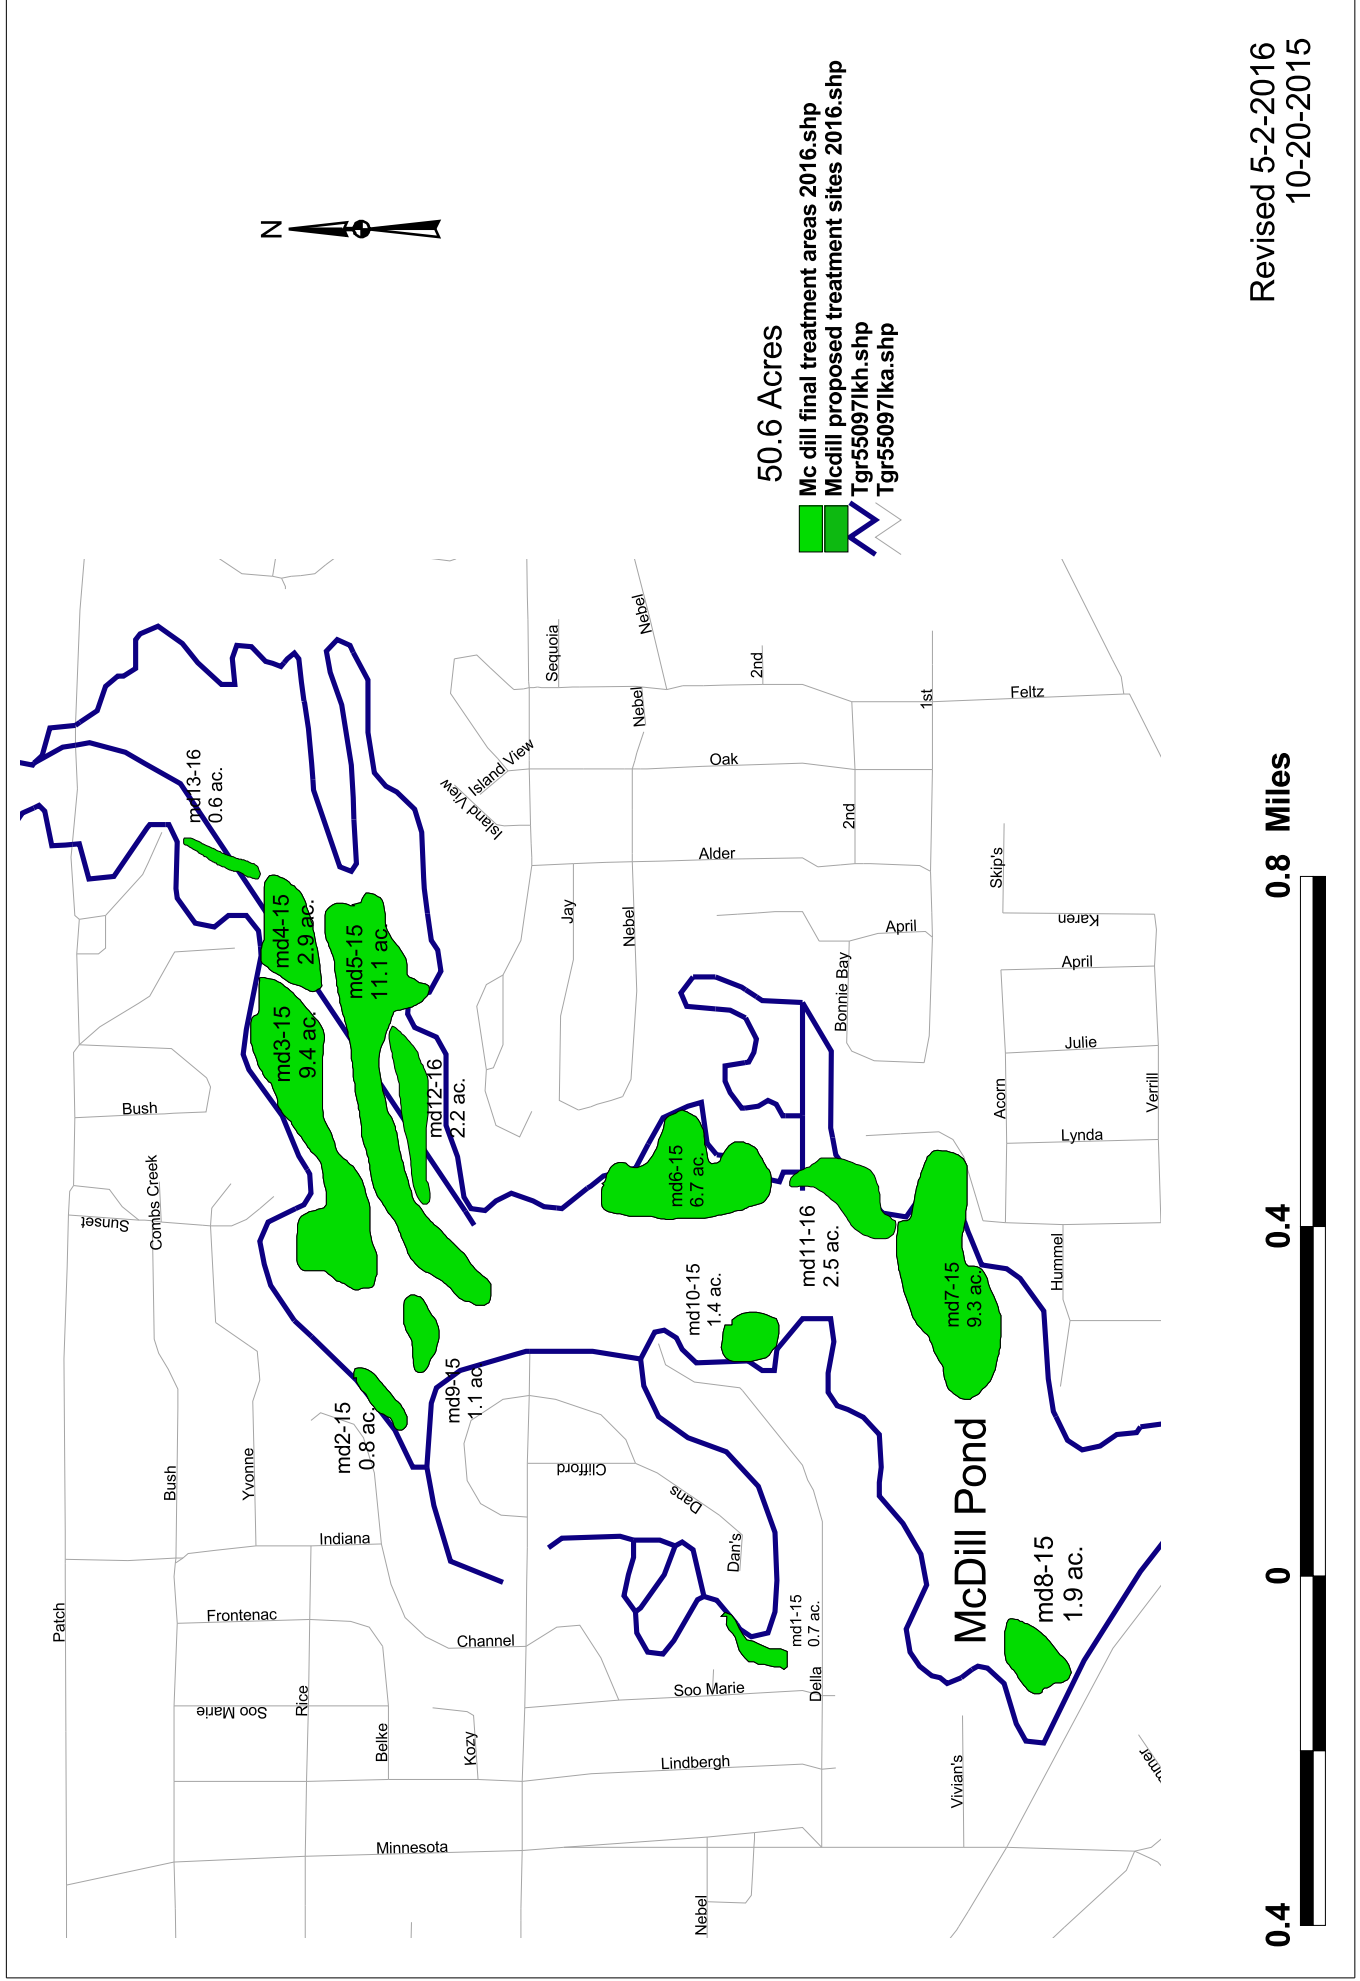 Patch
Bush
Yvonne
Indiana
Frontenac
Soo Marie
Rice
Belke
Kozy
Channel
Minnesota
Lindbergh
Soo Marie
Della
Nebel
Vivian's
Clifford
Dans
Dan's
Sunset
Combs Creek
Bush
md13-16
0.6 ac.
md4-15
2.9 ac.
md3-15
9.4 ac.
md5-15
11.1 ac.
md12-16
2.2 ac.
md2-15
0.8 ac.
md9-15
1.1 ac.
md6-15
6.7 ac.
md10-15
1.4 ac.
md11-16
2.5 ac.
md7-15
9.3 ac.
md1-15
0.7 ac.
md8-15
1.9 ac.
McDill Pond
Island View
Island View
Sequoia
Nebel
Nebel
2nd
Oak
2nd
1st
Feltz
Alder
Jay
Nebel
April
Bonnie Bay
Skip's
Karen
April
Julie
Acorn
Verrill
Lynda
Hummel
N
50.6 Acres
Mc dill final treatment areas 2016.shp
Mcdill proposed treatment sites 2016.shp
Tgr55097lkh.shp
Tgr55097lka.shp
0.4 0 0.4 0.8 Miles
Revised 5-2-2016
10-20-2015